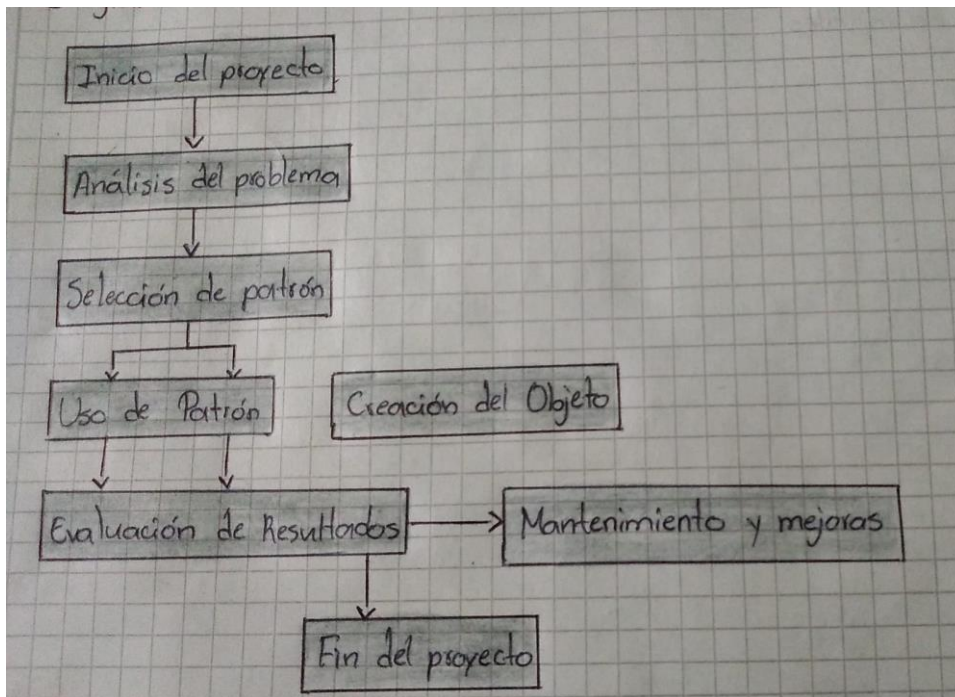 Inicio del proyecto
Análisis del problema
Selección de patrón
Uso de Patrón
Creación del Objeto
Evaluación de Resultados
Mantenimiento y mejoras
Fin del proyecto